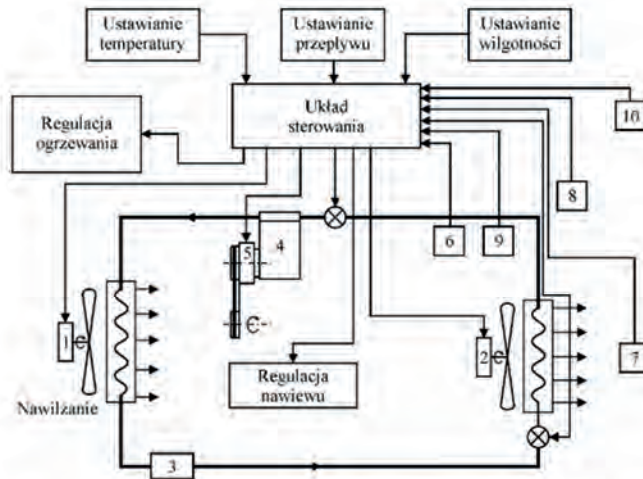 Ustawianie
temperatury
Ustawianie
przepływu
Ustawianie
wilgotności
Układ
sterowania
Regulacja
ogrzewania
10
8
6
9
5
4
1
2
7
Regulacja
nawiewu
Nawilżanie
3